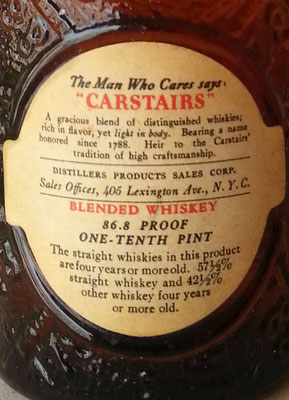 The Man Who Cares says:
"CARSTAIRS"
A gracious blend of distinguished whiskies;
rich in flavor, yet light in body. Bearing a name
honored since 1788. Heir to the Carstairs'
tradition of high craftsmanship.
DISTILLERS PRODUCTS SALES CORP.
Sales Offices, 405 Lexington Ave., N.Y.C.
BLENDED WHISKEY
86.8 PROOF
ONE-TENTH PINT
The straight whiskies in this product
are four years or more old. 57½%
straight whiskey and 42½%
other whiskey four years
or more old.